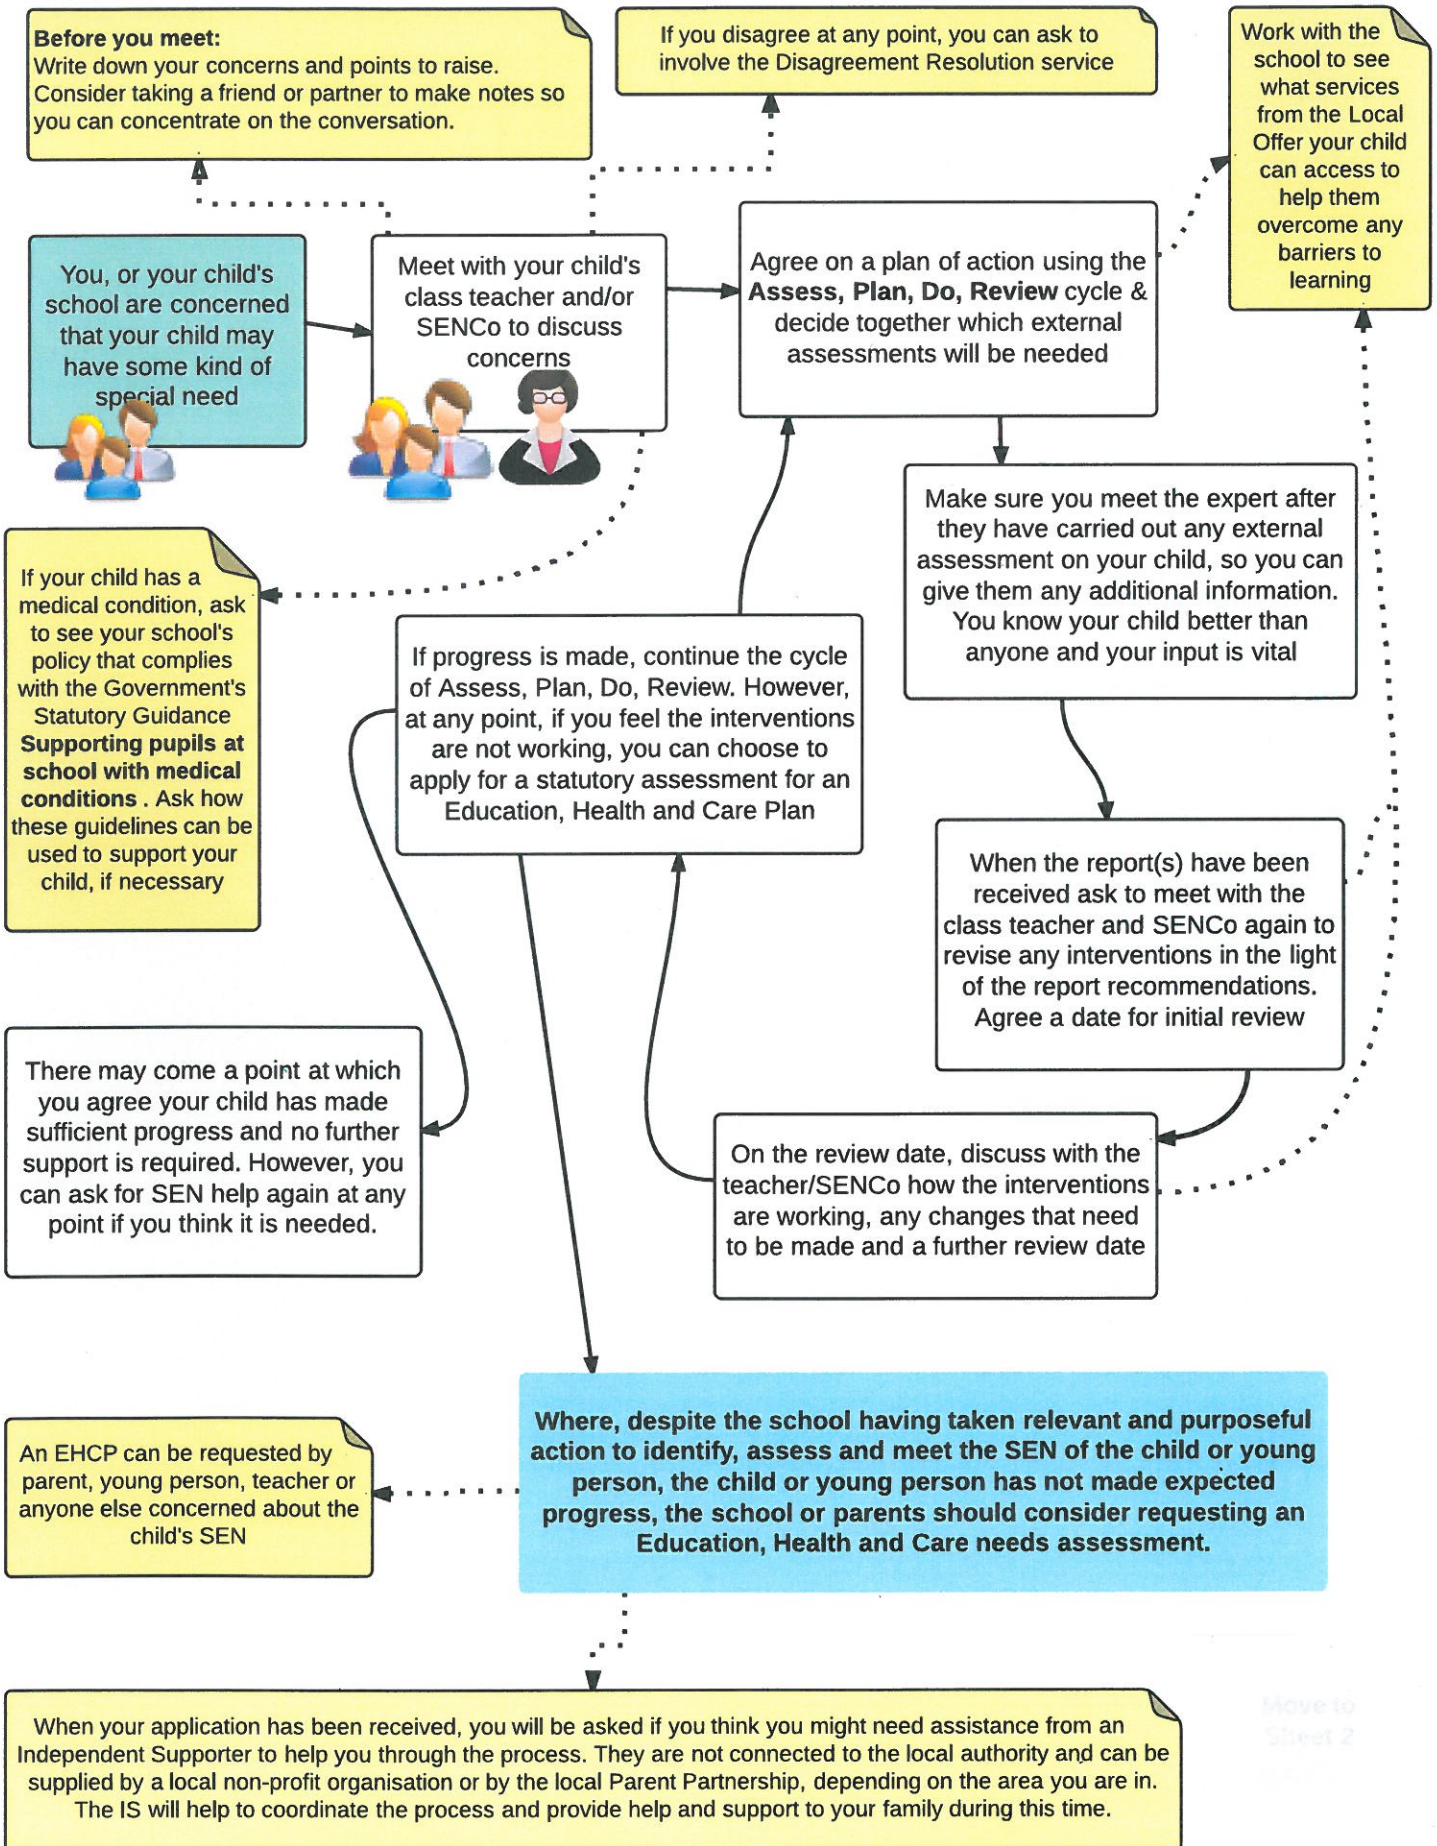 Before you meet:
Write down your concerns and points to raise.
Consider taking a friend or partner to make notes so
you can concentrate on the conversation.
If you disagree at any point, you can ask to
involve the Disagreement Resolution service
Work with the
school to see
what services
from the Local
Offer your child
can access to
help them
overcome any
barriers to
learning
You, or your child's
school are concerned
that your child may
have some kind of
special need
Meet with your child's
class teacher and/or
SENCo to discuss
concerns
Agree on a plan of action using the
Assess, Plan, Do, Review cycle &
decide together which external
assessments will be needed
Make sure you meet the expert after
they have carried out any external
assessment on your child, so you can
give them any additional information.
You know your child better than
anyone and your input is vital
If your child has a
medical condition, ask
to see your school's
policy that complies
with the Government's
Statutory Guidance
Supporting pupils at
school with medical
conditions . Ask how
these guidelines can be
used to support your
child, if necessary
If progress is made, continue the cycle
of Assess, Plan, Do, Review. However,
at any point, if you feel the interventions
are not working, you can choose to
apply for a statutory assessment for an
Education, Health and Care Plan
When the report(s) have been
received ask to meet with the
class teacher and SENCo again to
revise any interventions in the light
of the report recommendations.
Agree a date for initial review
There may come a point at which
you agree your child has made
sufficient progress and no further
support is required. However, you
can ask for SEN help again at any
point if you think it is needed.
On the review date, discuss with the
teacher/SENCo how the interventions
are working, any changes that need
to be made and a further review date
Where, despite the school having taken relevant and purposeful
action to identify, assess and meet the SEN of the child or young
person, the child or young person has not made expected
progress, the school or parents should consider requesting an
Education, Health and Care needs assessment.
An EHCP can be requested by
parent, young person, teacher or
anyone else concerned about the
child's SEN
When your application has been received, you will be asked if you think you might need assistance from an
Independent Supporter to help you through the process. They are not connected to the local authority and can be
supplied by a local non-profit organisation or by the local Parent Partnership, depending on the area you are in.
The IS will help to coordinate the process and provide help and support to your family during this time.
Move to
Sheet 2